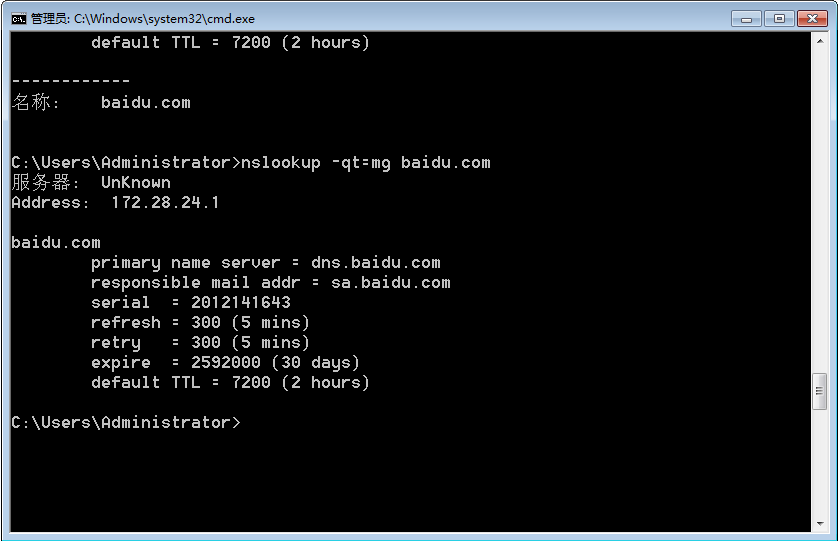 管理员: C:\Windows\system32\cmd.exe
default TTL = 7200 (2 hours)
------------
名称:    baidu.com
C:\Users\Administrator>nslookup -qt=mg baidu.com
服务器:  UnKnown
Address:  172.28.24.1
baidu.com
primary name server = dns.baidu.com
responsible mail addr = sa.baidu.com
serial  = 2012141643
refresh = 300 (5 mins)
retry   = 300 (5 mins)
expire  = 2592000 (30 days)
default TTL = 7200 (2 hours)
C:\Users\Administrator>